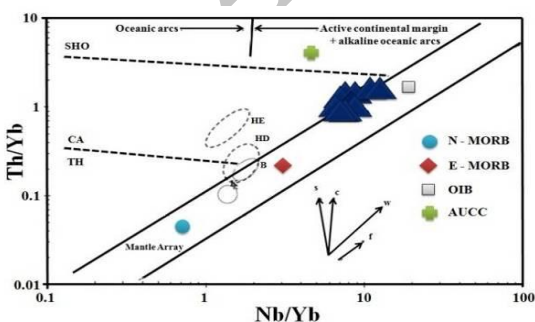 Oceanic arcs
Active continental margin
+ alkaline oceanic arcs
SHO
CA
TH
HE
HD
B
Mantle Array
s
c
w
f
N - MORB
E - MORB
OIB
AUCC
10
1
0.1
0.01
0.1
1
10
100
Th/Yb
Nb/Yb